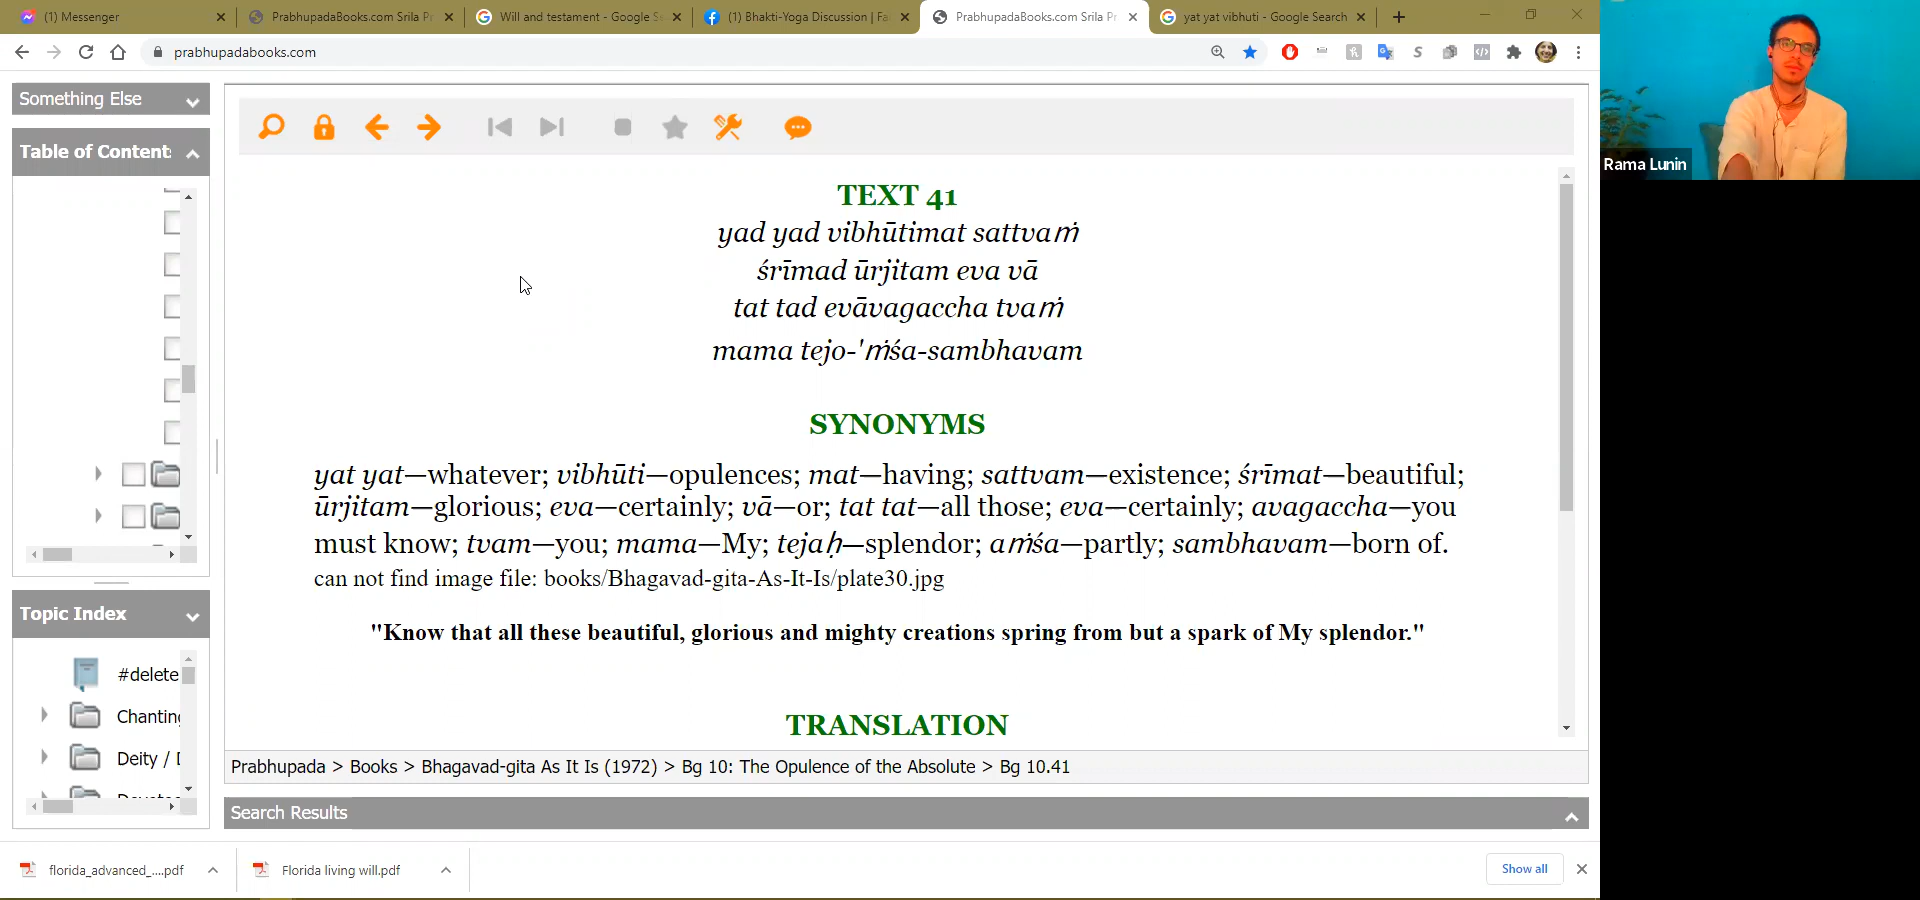 (1) Messenger
PrabhupadaBooks.com Srila Pr
Will and testament - Google Se
(1) Bhakti-Yoga Discussion | Fa
PrabhupadaBooks.com Srila Pr
yat yat vibhuti - Google Search
prabhupadabooks.com
Rama Lunin
Something Else
Table of Content
TEXT 41
yad yad vibhūtimat sattvaṁ
śrīmad ūrjitam eva vā
tat tad evāvagaccha tvaṁ
mama tejo-'ṁśa-sambhavam
SYNONYMS
yat yat—whatever; vibhūti—opulences; mat—having; sattvam—existence; śrīmat—beautiful;
ūrjitam—glorious; eva—certainly; vā—or; tat tat—all those; eva—certainly; avagaccha—you
must know; tvam—you; mama—My; tejaḥ—splendor; aṁśa—partly; sambhavam—born of.
can not find image file: books/Bhagavad-gita-As-It-Is/plate30.jpg
"Know that all these beautiful, glorious and mighty creations spring from but a spark of My splendor."
TRANSLATION
Topic Index
#delete
Chanting
Deity / D
Prabhupada > Books > Bhagavad-gita As It Is (1972) > Bg 10: The Opulence of the Absolute > Bg 10.41
Search Results
florida_advanced_....pdf
Florida living will.pdf
Show all